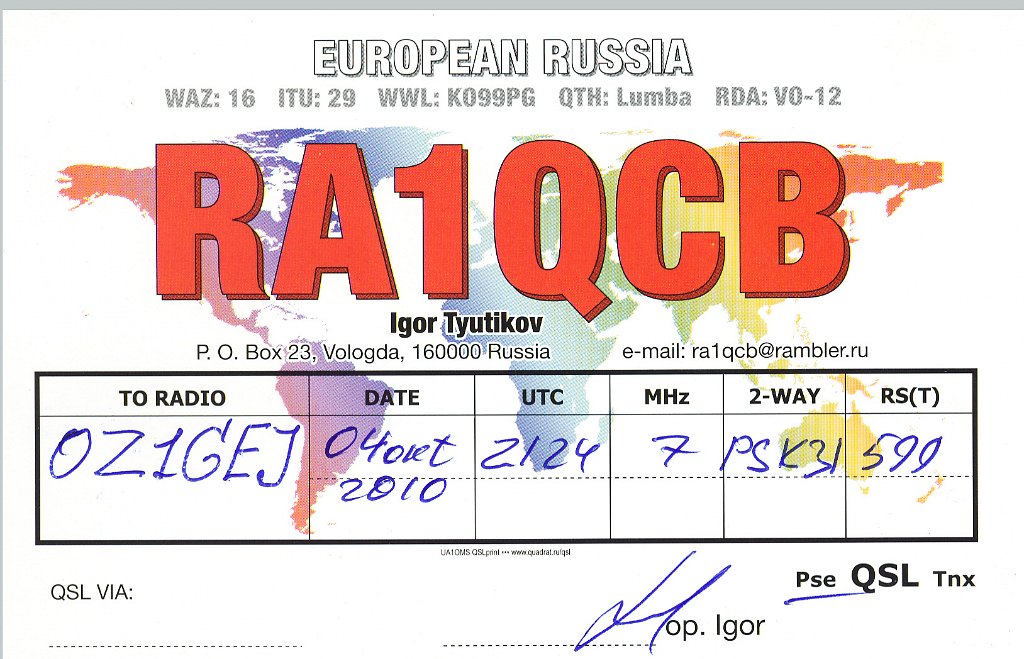 EUROPEAN RUSSIA
WAZ: 16 ITU: 29 WWL: KO99PG QTH: Lumba RDA: VO-12
RA1QCB
Igor Tyutikov
P. O. Box 23, Vologda, 160000 Russia e-mail: ra1qcb@rambler.ru
TO RADIO DATE UTC MHz 2-WAY RS(T)
OZ1GEJ 04 oct 2124 7 PSK31 599
2010
UA1OMS QSLprint ••• www.quadrat.ru/qsl
Pse QSL Tnx
QSL VIA:
op. Igor